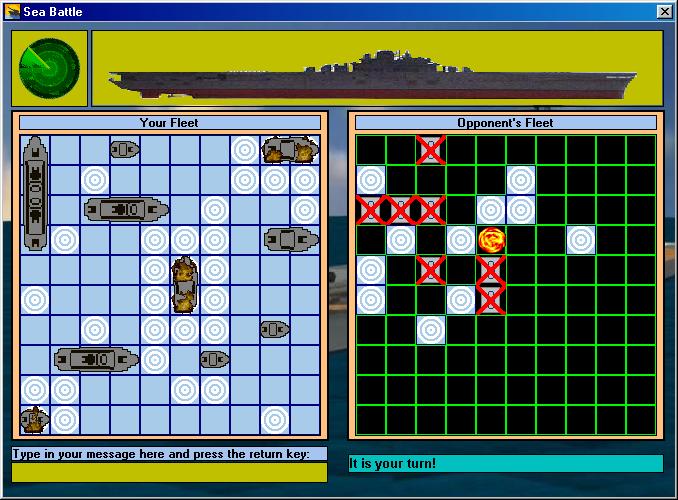 Sea Battle
Your Fleet
Opponent's Fleet
Type in your message here and press the return key:
It is your turn!